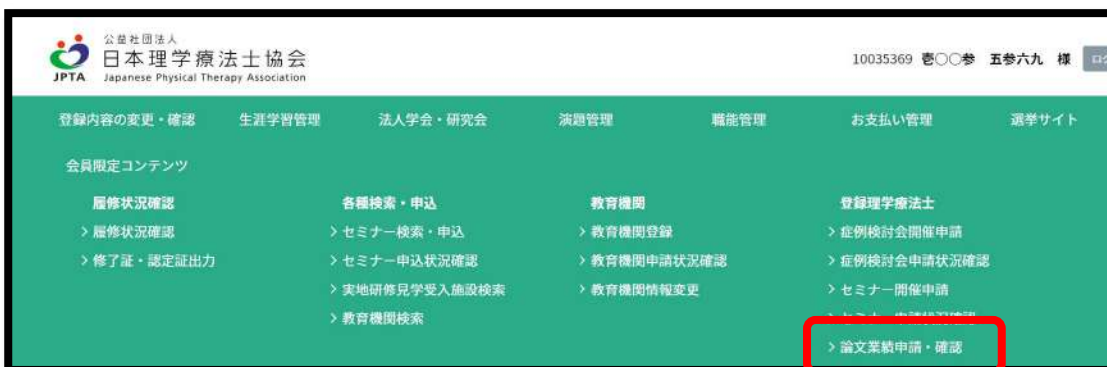 公益社団法人
日本理学療法士協会
JPTA Japanese Physical Therapy Association
10035369 壱〇〇参 五参六九 様
登録内容の変更・確認 生涯学習管理 法人学会・研究会 演題管理 職能管理 お支払い管理 選挙サイト
会員限定コンテンツ
履修状況確認 各種検索・申込 教育機関 登録理学療法士
> 履修状況確認 > セミナー検索・申込 > 教育機関登録 > 症例検討会開催申請
> 修了証・認定証出力 > セミナー申込状況確認 > 教育機関申請状況確認 > 症例検討会申請状況確認
> 実地研修見学受入施設検索 > 教育機関情報変更 > セミナー開催申請
> 教育機関検索 > セミナー申請状況確認
> 論文業績申請・確認